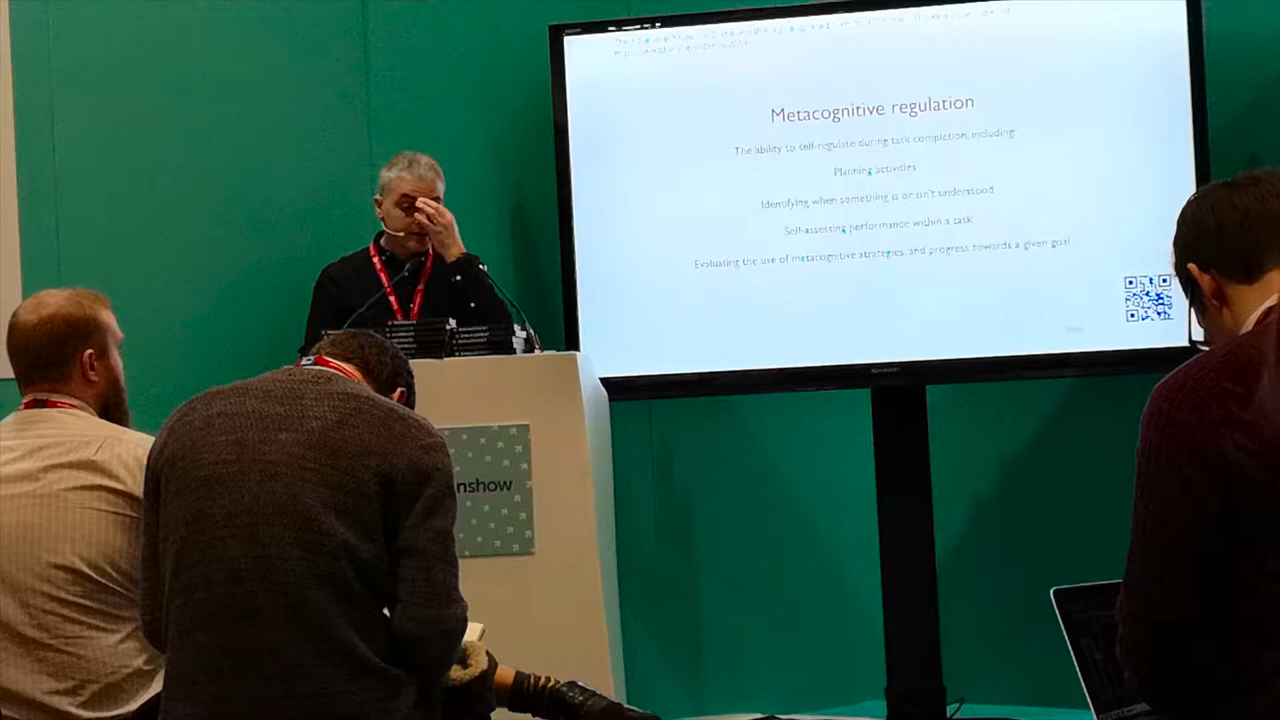 Metacognitive regulation
The ability to self-regulate during task completion, including:
Planning activities
Identifying when something is or isn't understood
Self-assessing performance within a task
Evaluating the use of metacognitive strategies, and progress towards a given goal
SHARP
nshow